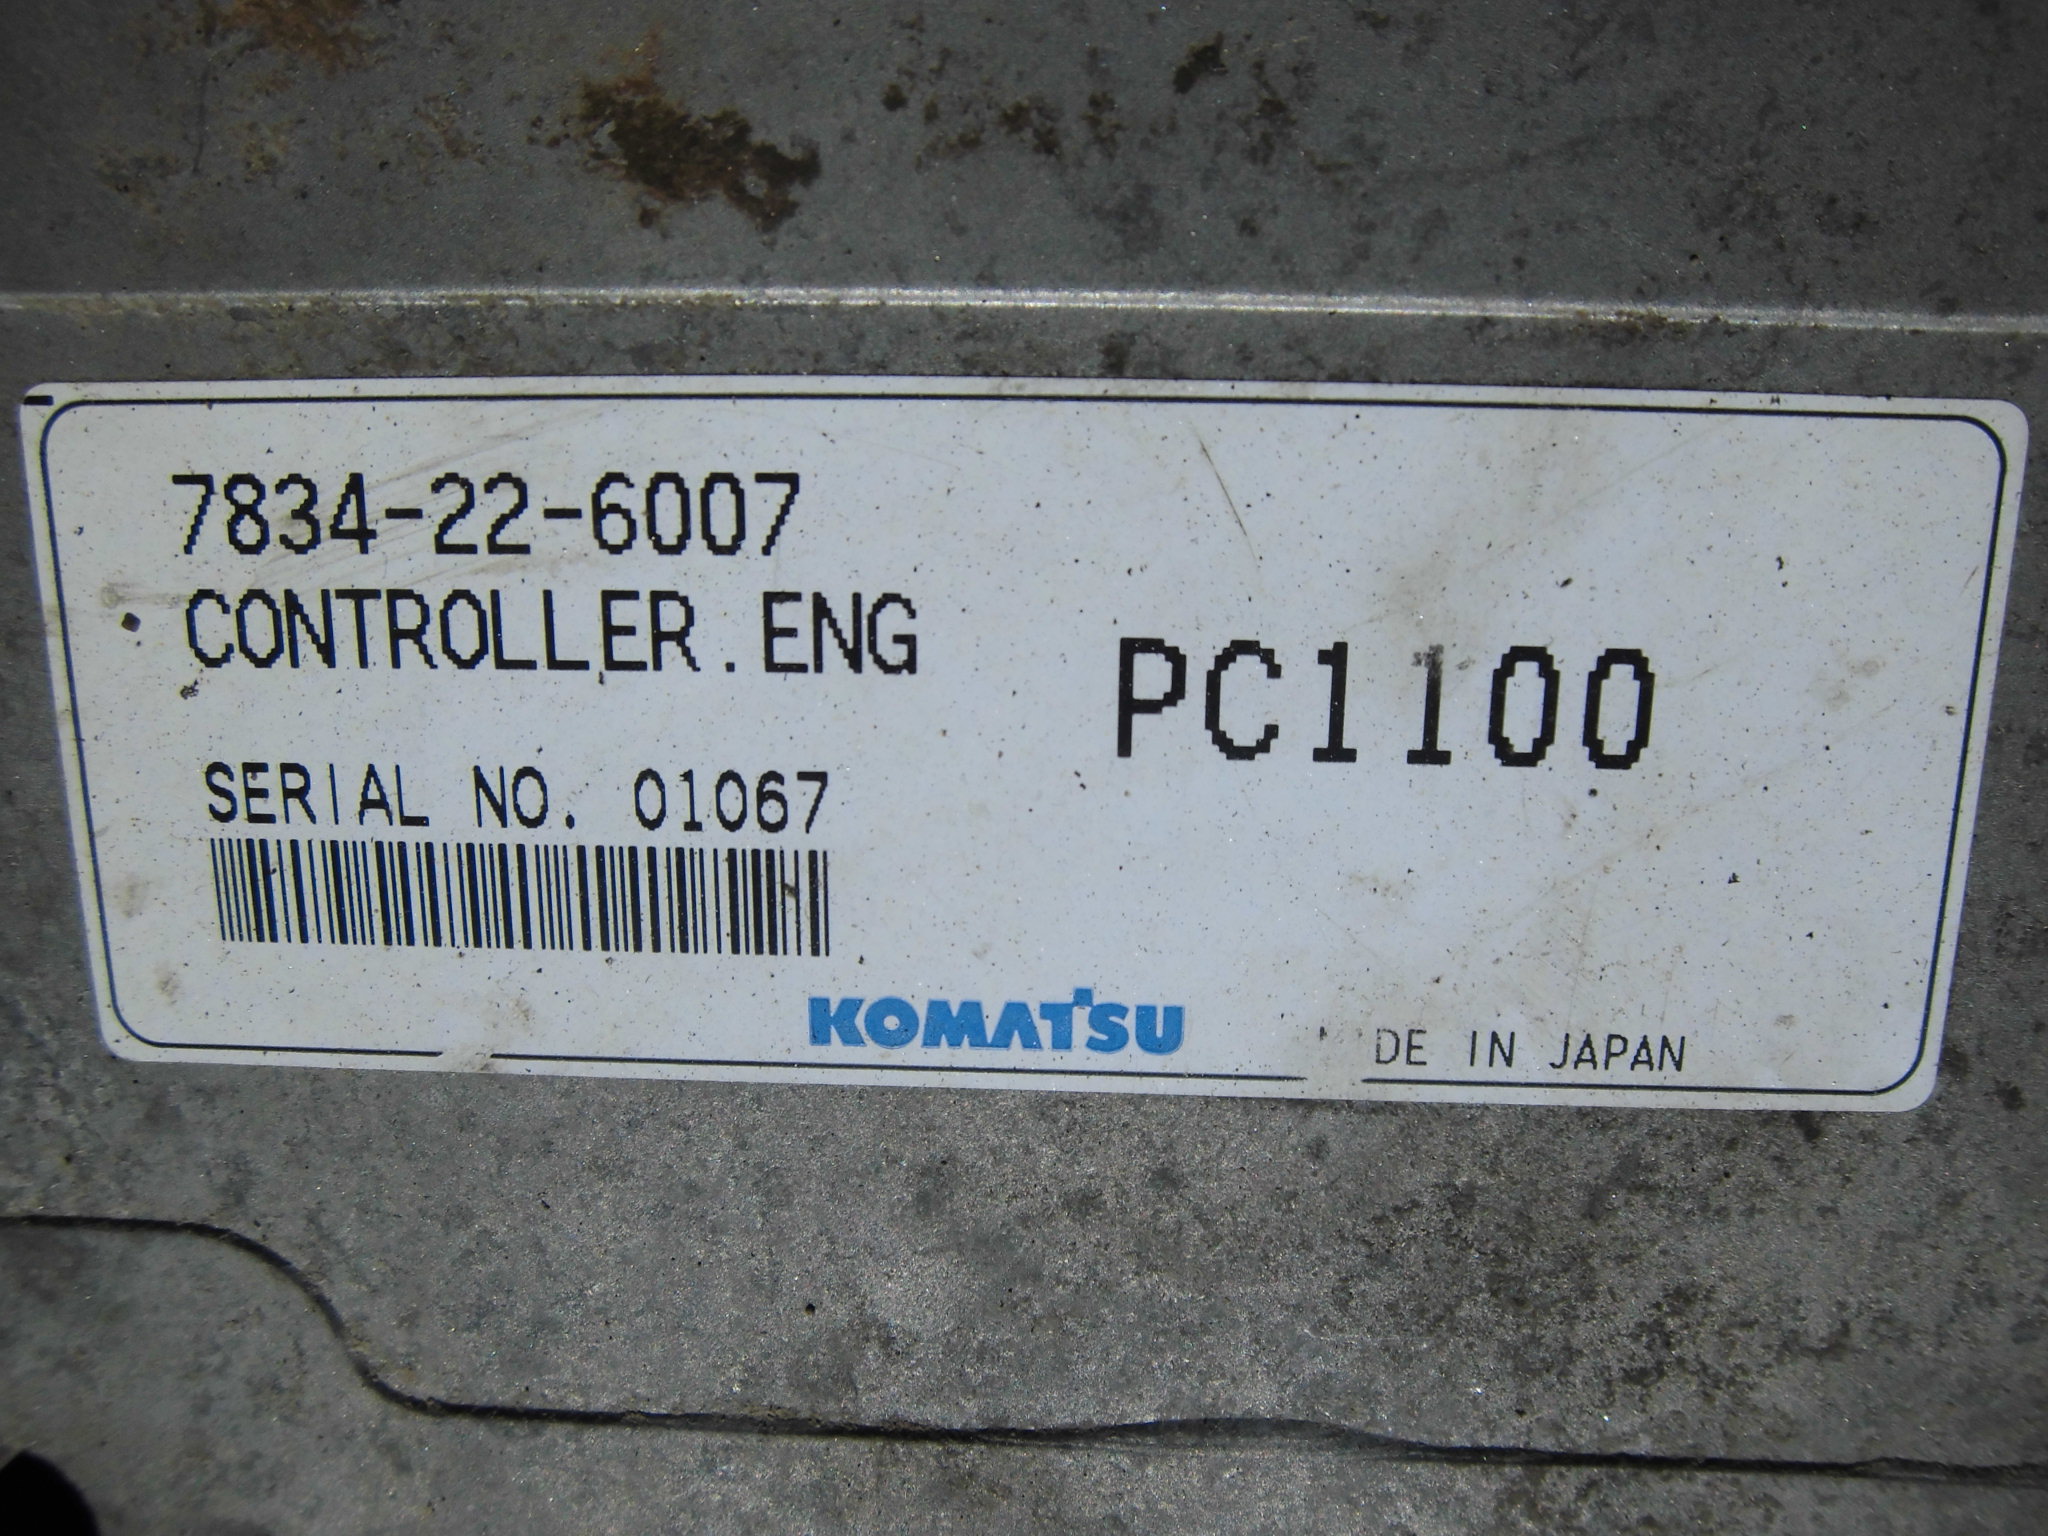 7834-22-6007
CONTROLLER.ENG
PC1100
SERIAL NO. 01067
KOMATSU
DE IN JAPAN